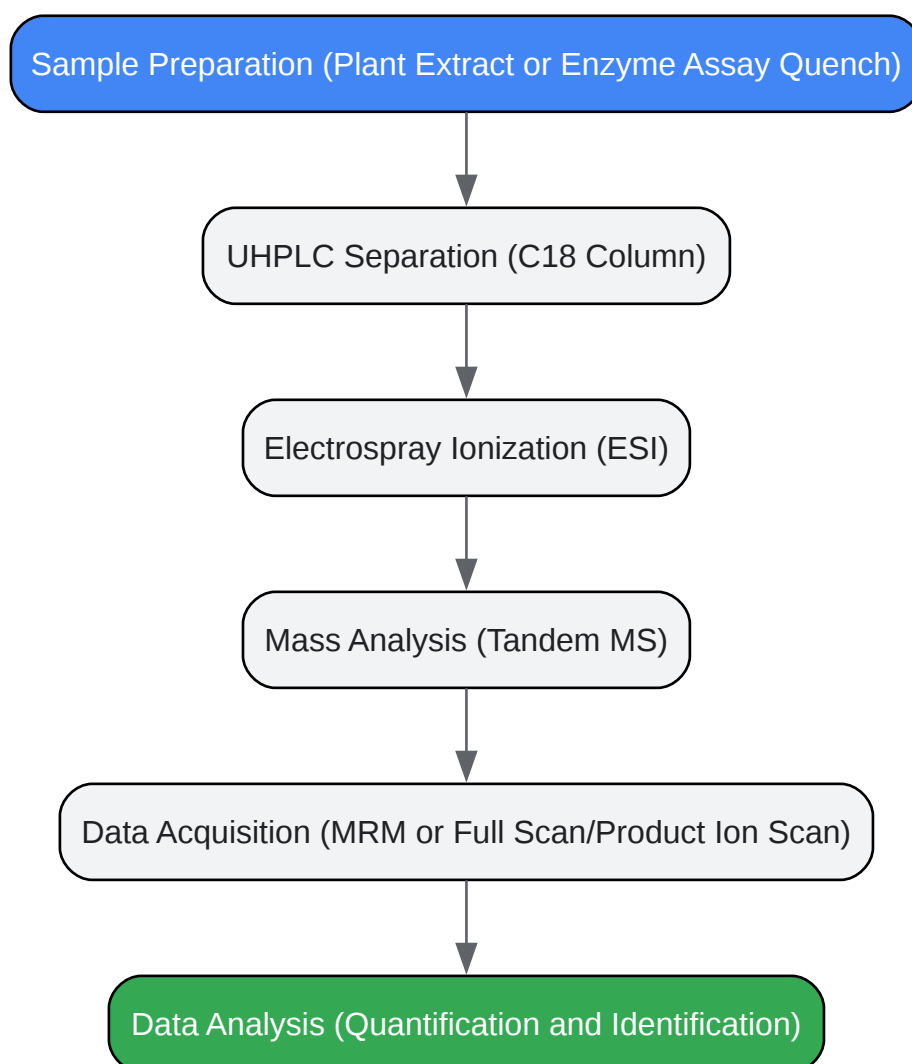 Sample Preparation (Plant Extract or Enzyme Assay Quench)
UHPLC Separation (C18 Column)
Electrospray Ionization (ESI)
Mass Analysis (Tandem MS)
Data Acquisition (MRM or Full Scan/Product Ion Scan)
Data Analysis (Quantification and Identification)